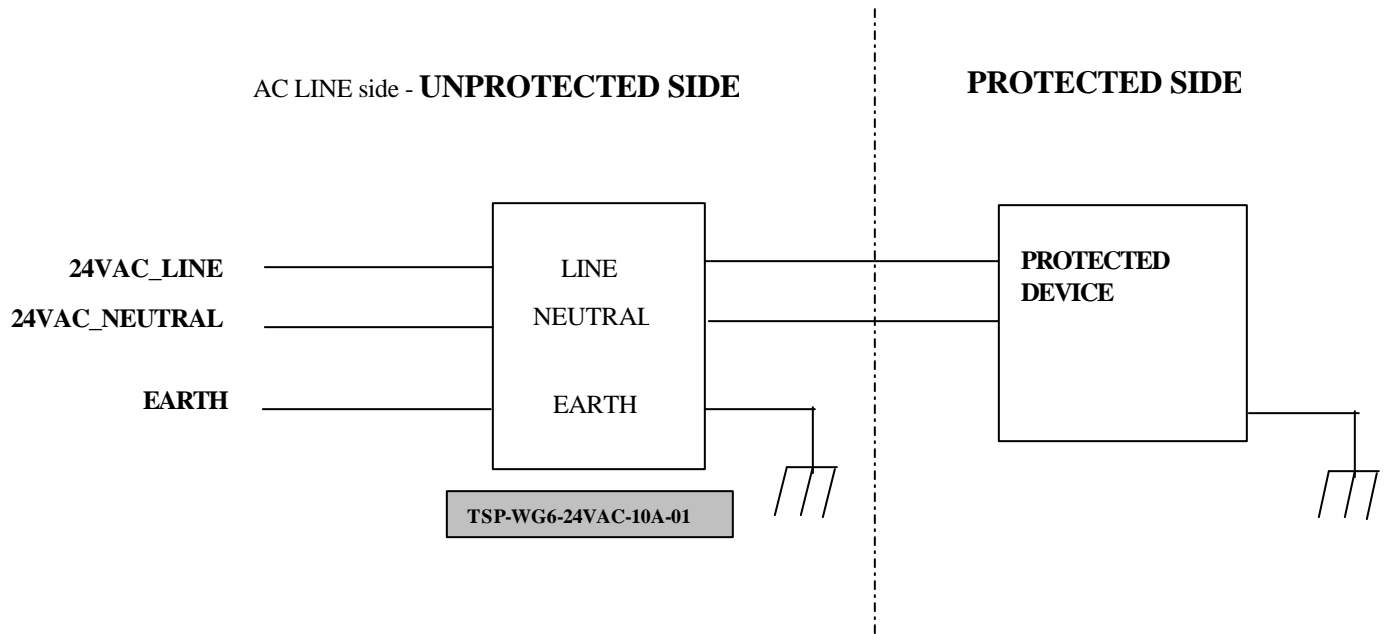 AC LINE side - UNPROTECTED SIDE
PROTECTED SIDE
24VAC_LINE
24VAC_NEUTRAL
EARTH
LINE
NEUTRAL
EARTH
TSP-WG6-24VAC-10A-01
PROTECTED
DEVICE